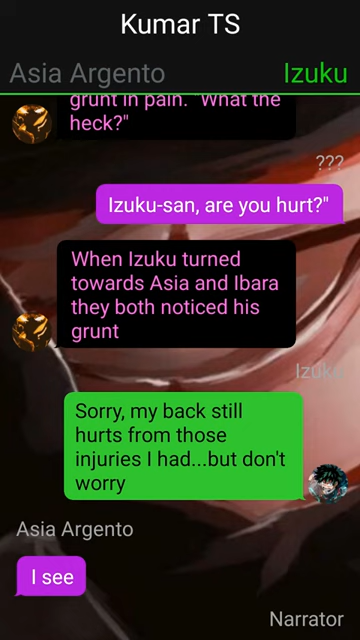 Kumar TS
Asia Argento Izuku
grunt in pain. "What the
heck?"
???
Izuku-san, are you hurt?"
When Izuku turned
towards Asia and Ibara
they both noticed his
grunt
Izuku
Sorry, my back still
hurts from those
injuries I had...but don't
worry
Asia Argento
I see
Narrator